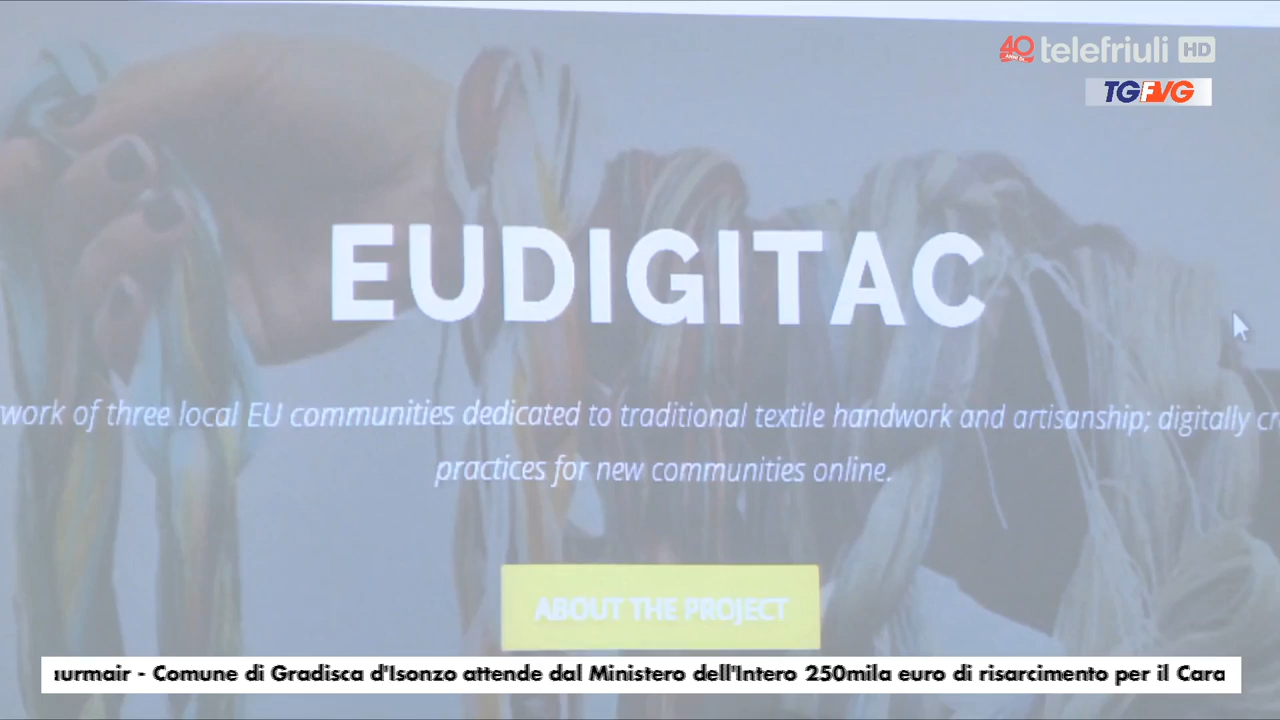 40 telefriuli HD
TGFVG
EUDIGITAC
work of three local EU communities dedicated to traditional textile handwork and artisanship; digitally
practices for new communities online.
ABOUT THE PROJECT
- Comune di Gradisca d'Isonzo attende dal Ministero dell'Intero 250mila euro di risarcimento per il Cara